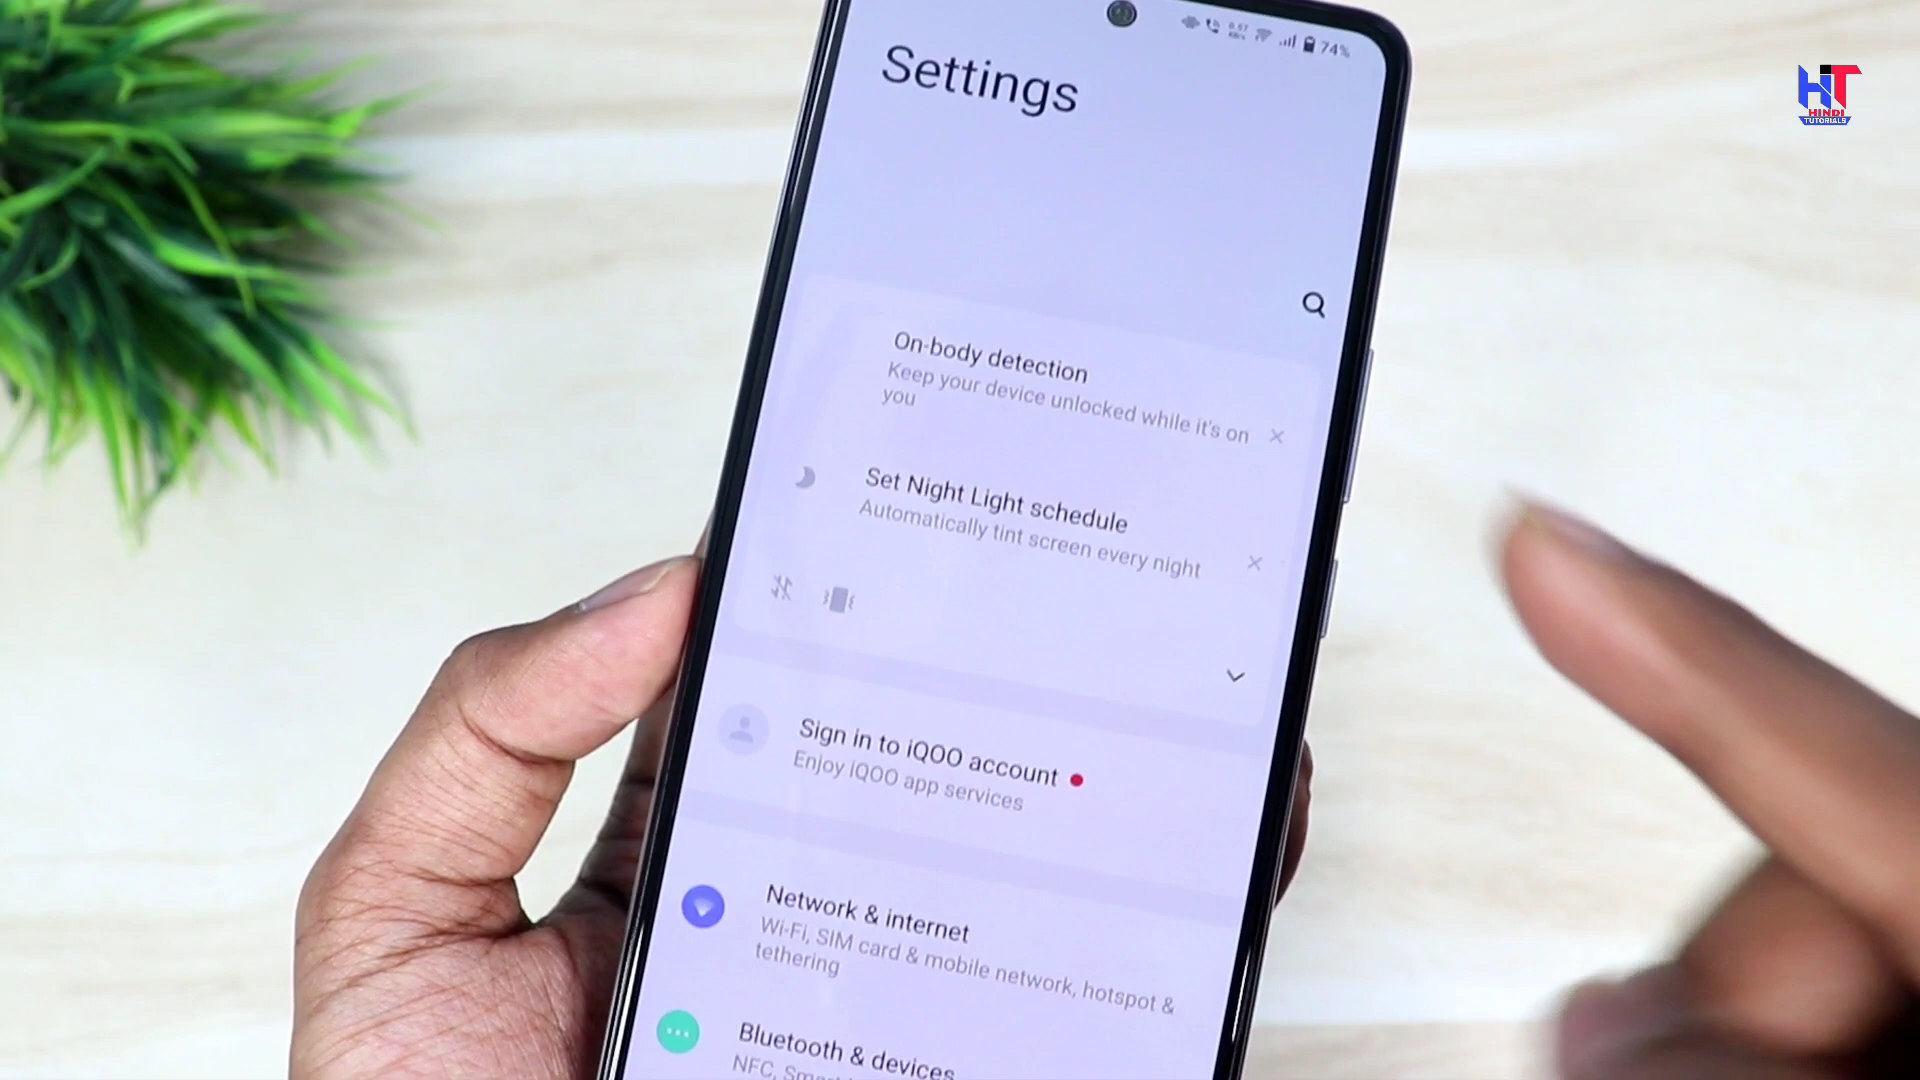 74%
Settings
HT
HINDI
TUTORIALS
On-body detection
Keep your device unlocked while it's on
you
Set Night Light schedule
Automatically tint screen every night
Sign in to iQOO account
Enjoy iQOO app services
Network & internet
Wi-Fi, SIM card & mobile network, hotspot &
tethering
Bluetooth & devices
NFC,